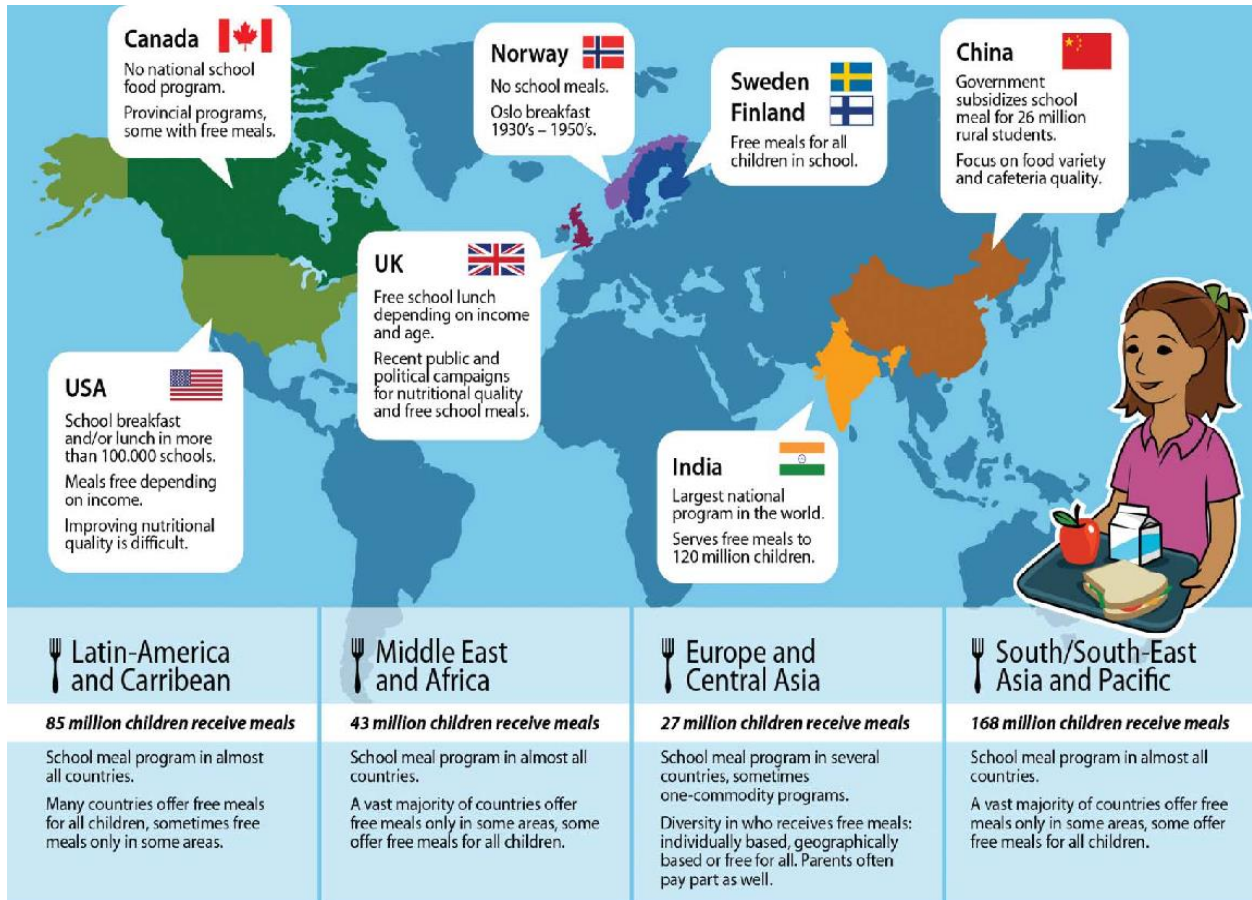 Canada
No national school
food program.
Provincial programs,
some with free meals.
Norway
No school meals.
Oslo breakfast
1930's – 1950's.
Sweden
Finland
Free meals for all
children in school.
China
Government
subsidizes school
meal for 26 million
rural students.
Focus on food variety
and cafeteria quality.
UK
Free school lunch
depending on income
and age.
Recent public and
political campaigns
for nutritional quality
and free school meals.
USA
School breakfast
and/or lunch in more
than 100.000 schools.
Meals free depending
on income.
Improving nutritional
quality is difficult.
India
Largest national
program in the world.
Serves free meals to
120 million children.
Latin-America
and Carribean
85 million children receive meals
School meal program in almost
all countries.
Many countries offer free meals
for all children, sometimes free
meals only in some areas.
Middle East
and Africa
43 million children receive meals
School meal program in almost all
countries.
A vast majority of countries offer
free meals only in some areas, some
offer free meals for all children.
Europe and
Central Asia
27 million children receive meals
School meal program in several
countries, sometimes
one-commodity programs.
Diversity in who receives free meals:
individually based, geographically
based or free for all. Parents often
pay part as well.
South/South-East
Asia and Pacific
168 million children receive meals
School meal program in almost all
countries.
A vast majority of countries offer free
meals only in some areas, some offer
free meals for all children.